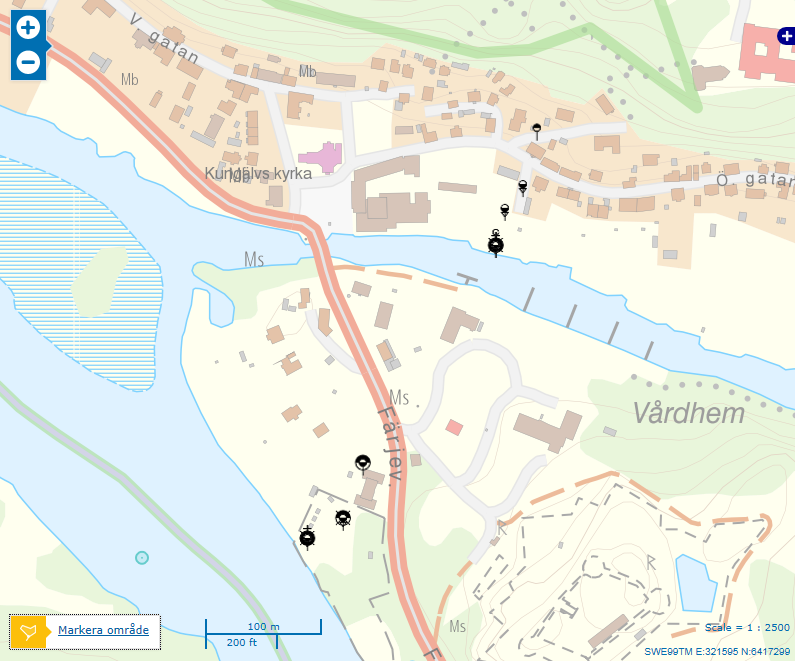 V. gatan
Mb
Mb
Kungälvs kyrka
Ö. gatan
Ms
Vårdhem
Ms
Färjev.
R
R
Ms
F
Markera område
100 m
200 ft
Scale = 1 : 2500
SWE99TM E:321595 N:6417299